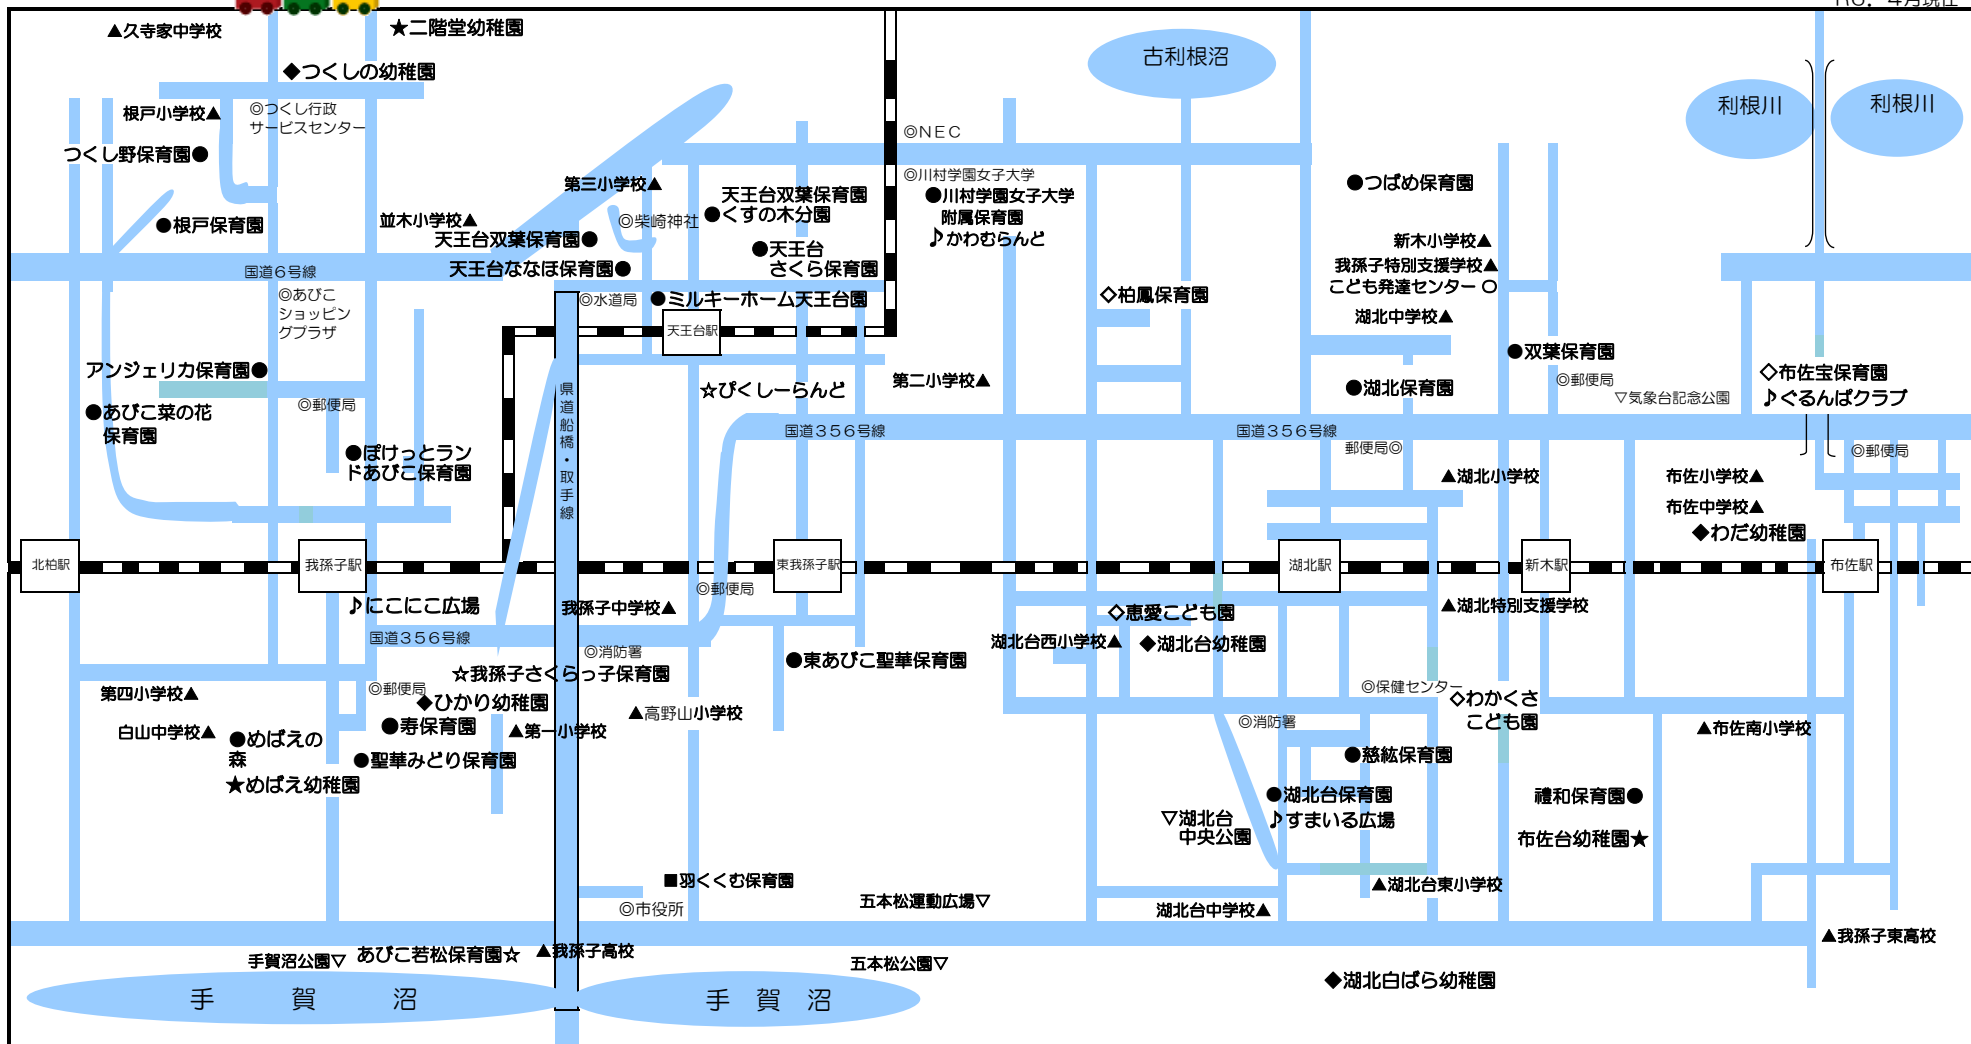 ▲久寺家中学校
★二階堂幼稚園
◆つくしの幼稚園
根戸小学校▲
◎つくし行政
サービスセンター
つくし野保育園●
●根戸保育園
並木小学校▲
天王台双葉保育園●
天王台ななほ保育園●
国道6号線
◎あびこ
ショッピン
グプラザ
第三小学校▲
◎柴崎神社
天王台双葉保育園
●くすの木分園
●天王台
さくら保育園
◎水道局
●ミルキーホーム天王台園
天王台駅
◎NEC
◎川村学園女子大学
●川村学園女子大学
附属保育園
♪かわむらんど
古利根沼
利根川
利根川
●つばめ保育園
新木小学校▲
我孫子特別支援学校▲
こども発達センター○
湖北中学校▲
◇柏鳳保育園
●双葉保育園
◎郵便局
▽気象台記念公園
●湖北保育園
◇布佐宝保育園
♪ぐるんぱクラブ
アンジェリカ保育園●
◎郵便局
●あびこ菜の花
保育園
●ぽけっとラン
ドあびこ保育園
県道船橋・取手線
☆ぴくしーらんど
第二小学校▲
国道356号線
国道356号線
郵便局◎
◎郵便局
▲湖北小学校
布佐小学校▲
布佐中学校▲
◆わだ幼稚園
北柏駅
我孫子駅
東我孫子駅
湖北駅
新木駅
布佐駅
♪にこにこ広場
国道356号線
我孫子中学校▲
◎郵便局
◎消防署
☆我孫子さくらっ子保育園
●東あびこ聖華保育園
◇恵愛こども園
湖北台西小学校▲
◆湖北台幼稚園
▲湖北特別支援学校
第四小学校▲
◎郵便局
◆ひかり幼稚園
白山中学校▲
●寿保育園
▲第一小学校
▲高野山小学校
●めばえの
森
★めばえ幼稚園
●聖華みどり保育園
◎保健センター
◇わかくさ
こども園
◎消防署
▲布佐南小学校
●慈紘保育園
●湖北台保育園
♪すまいる広場
▽湖北台
中央公園
禮和保育園●
布佐台幼稚園★
■羽くくむ保育園
◎市役所
五本松運動広場▽
湖北台中学校▲
▲湖北台東小学校
▲我孫子東高校
手賀沼公園▽
あびこ若松保育園☆
▲我孫子高校
五本松公園▽
◆湖北白ばら幼稚園
手賀沼
手賀沼